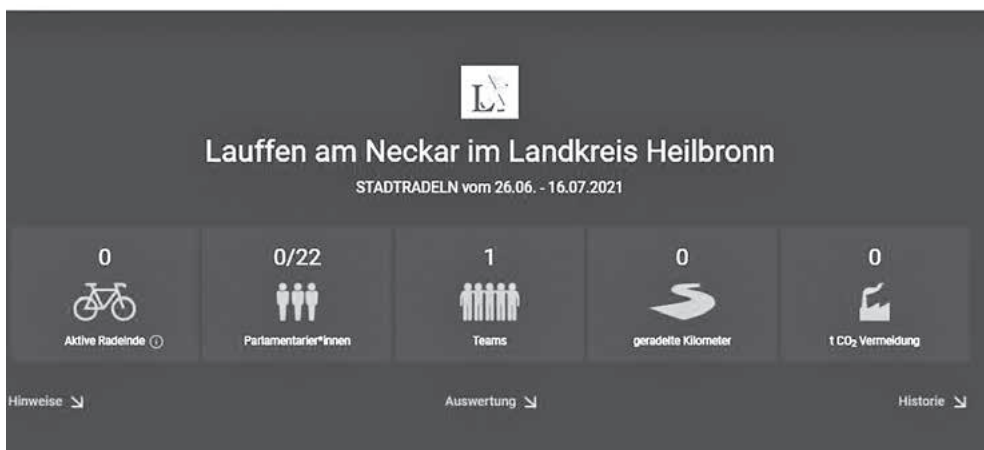 LN
Lauffen am Neckar im Landkreis Heilbronn
STADTRADELN vom 26.06. - 16.07.2021
0
0/22
1
0
0
Aktive Radelnde
Parlamentarier*innen
Teams
geradelte Kilometer
t CO₂ Vermeidung
Hinweise
Auswertung
Historie